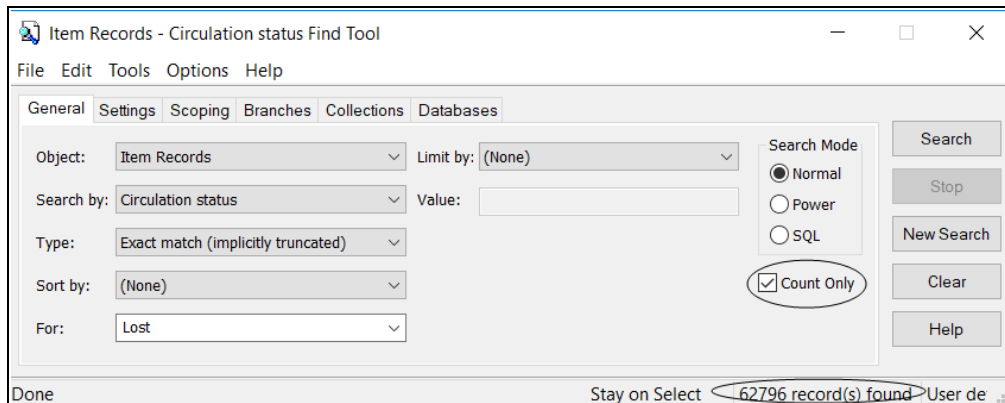 Item Records - Circulation status Find Tool
File Edit Tools Options Help
General Settings Scoping Branches Collections Databases
Object: Item Records Limit by: (None)
Search by: Circulation status Value:
Type: Exact match (implicitly truncated)
Sort by: (None)
For: Lost
Search Mode
Normal
Power
SQL
Count Only
Search
Stop
New Search
Clear
Help
Done Stay on Select 62796 record(s) found User de